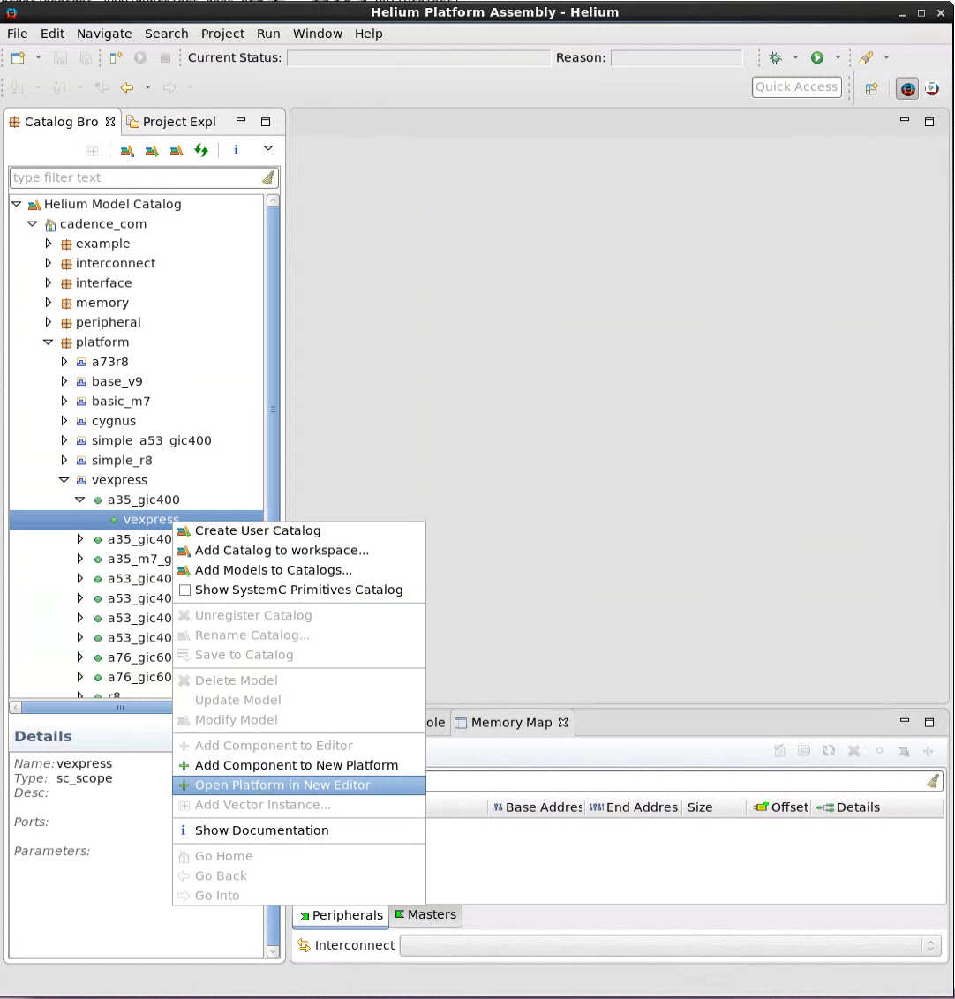 Helium Platform Assembly - Helium
File Edit Navigate Search Project Run Window Help
Current Status: Reason:
Quick Access
Catalog Bro Project Expl
type filter text
Helium Model Catalog
cadence_com
example
interconnect
interface
memory
peripheral
platform
a73r8
base_v9
basic_m7
cygnus
simple_a53_gic400
simple_r8
vexpress
a35_gic400
vexpress
a35_gic40
a35_m7_g
a53_gic40
a53_gic40
a53_gic40
a53_gic40
a76_gic60
a76_gic60
r8
Create User Catalog
Add Catalog to workspace...
Add Models to Catalogs...
Show SystemC Primitives Catalog
Unregister Catalog
Rename Catalog...
Save to Catalog
Delete Model
Update Model
Modify Model
Add Component to Editor
Add Component to New Platform
Open Platform in New Editor
Add Vector Instance...
Show Documentation
Go Home
Go Back
Go Into
Details
Name: vexpress
Type: sc_scope
Desc:
Ports:
Parameters:
ole Memory Map
Base Addres End Addres Size Offset Details
Peripherals Masters
Interconnect